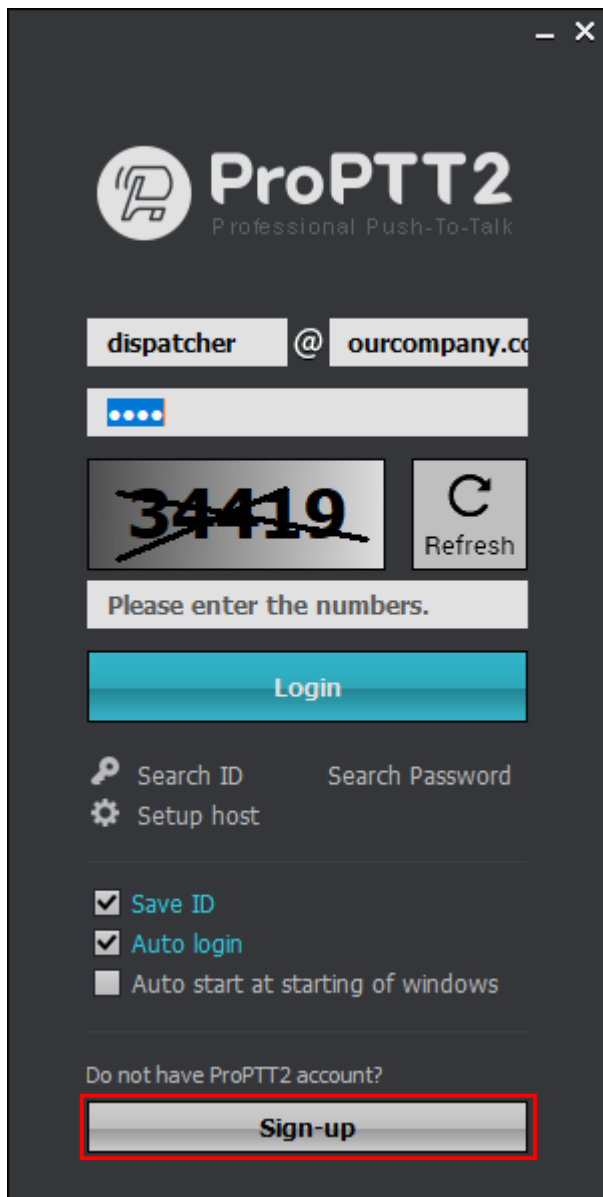 ProPTT2
Professional Push-To-Talk
dispatcher @ ourcompany.co
••••
34419
Refresh
Please enter the numbers.
Login
Search ID Search Password
Setup host
Save ID
Auto login
Auto start at starting of windows
Do not have ProPTT2 account?
Sign-up